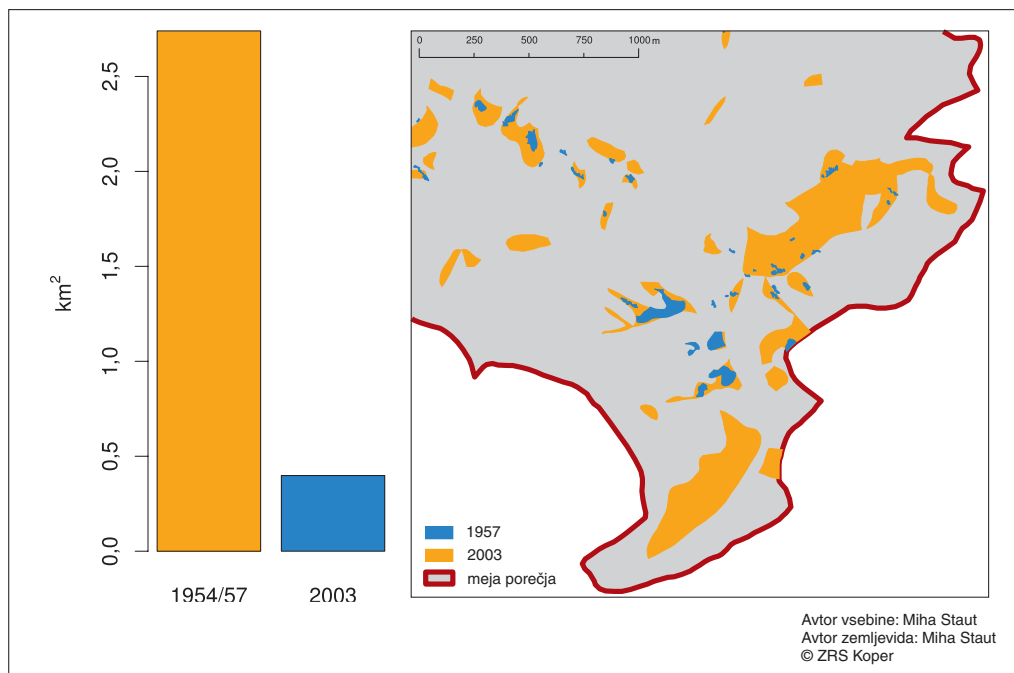 km2
0,0
0,5
1,0
1,5
2,0
2,5
1954/57 2003
0 250 500 750 1000 m
1957
2003
meja porečja
Avtor vsebine: Miha Staut
Avtor zemljevida: Miha Staut
© ZRS Koper